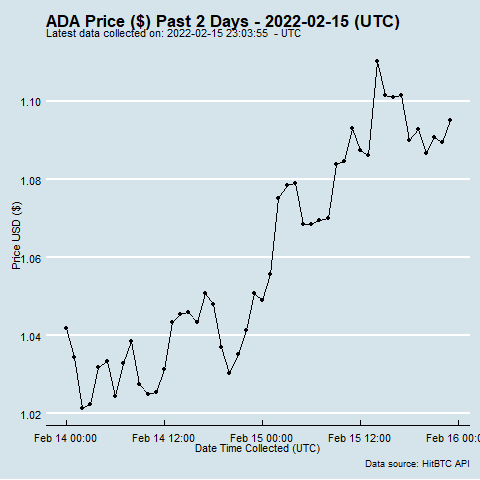 ADA Price ($) Past 2 Days - 2022-02-15 (UTC)
Latest data collected on: 2022-02-15 23:03:55 - UTC
Price USD ($)
1.10
1.08
1.06
1.04
1.02
Feb 14 00:00 Feb 14 12:00 Feb 15 00:00 Feb 15 12:00 Feb 16 0(
Date Time Collected (UTC)
Data source: HitBTC API